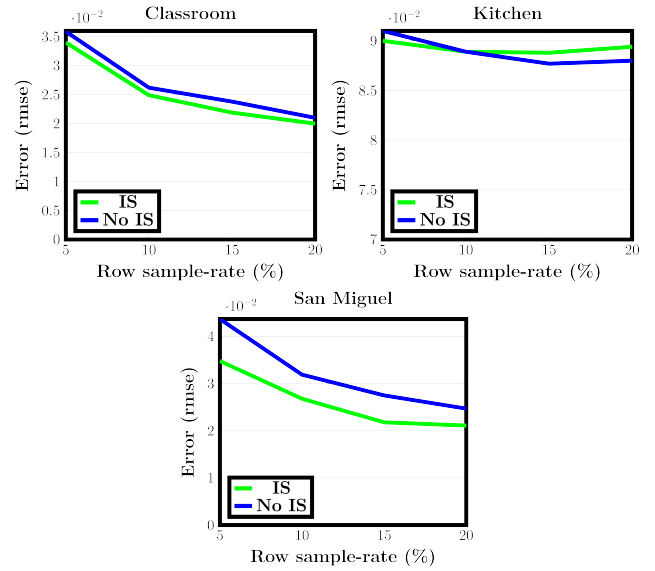 Classroom
·10⁻²
3.5
3
2.5
2
1.5
1
0.5
0
5
10
15
20
Error (rmse)
Row sample-rate (%)
IS
No IS
Kitchen
·10⁻²
9
8.5
8
7.5
7
5
10
15
20
Error (rmse)
Row sample-rate (%)
IS
No IS
San Miguel
·10⁻²
4
3
2
1
0
5
10
15
20
Error (rmse)
Row sample-rate (%)
IS
No IS